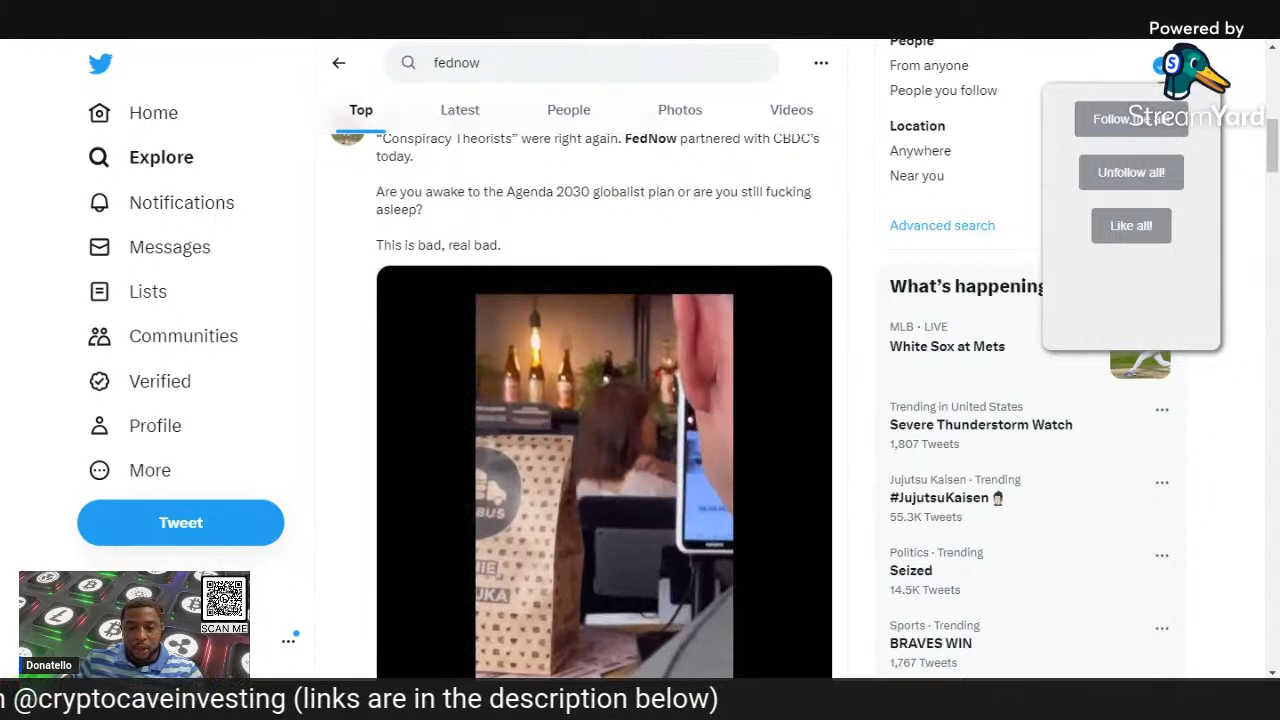 Powered by
StreamYard
fednow
Home
Explore
Notifications
Messages
Lists
Communities
Verified
Profile
More
Tweet
Top
Latest
People
Photos
Videos
"Conspiracy Theorists" were right again. FedNow partnered with CBDC's
today.
Are you awake to the Agenda 2030 globalist plan or are you still fucking
asleep?
This is bad, real bad.
BUS
NIE
UKA
People
From anyone
People you follow
Location
Anywhere
Near you
Advanced search
Unfollow all!
Like all!
What's happening
MLB · LIVE
White Sox at Mets
Trending in United States
Severe Thunderstorm Watch
1,807 Tweets
Jujutsu Kaisen · Trending
#JujutsuKaisen
55.3K Tweets
Politics · Trending
Seized
14.5K Tweets
Sports · Trending
BRAVES WIN
1,767 Tweets
SCAN ME
Donatello
@cryptocaveinvesting (links are in the description below)